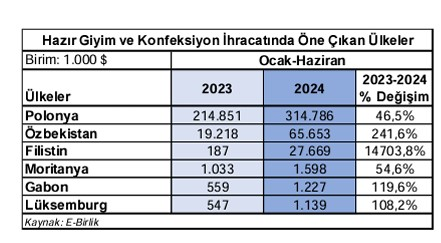 Hazır Giyim ve Konfeksiyon İhracatında Öne Çıkan Ülkeler
Birim: 1.000 $ Ocak-Haziran
Ülkeler 2023 2024 2023-2024 % Değişim
Polonya 214.851 314.786 46,5%
Özbekistan 19.218 65.653 241,6%
Filistin 187 27.669 14703,8%
Moritanya 1.033 1.598 54,6%
Gabon 559 1.227 119,6%
Lüksemburg 547 1.139 108,2%
Kaynak: E-Birlik